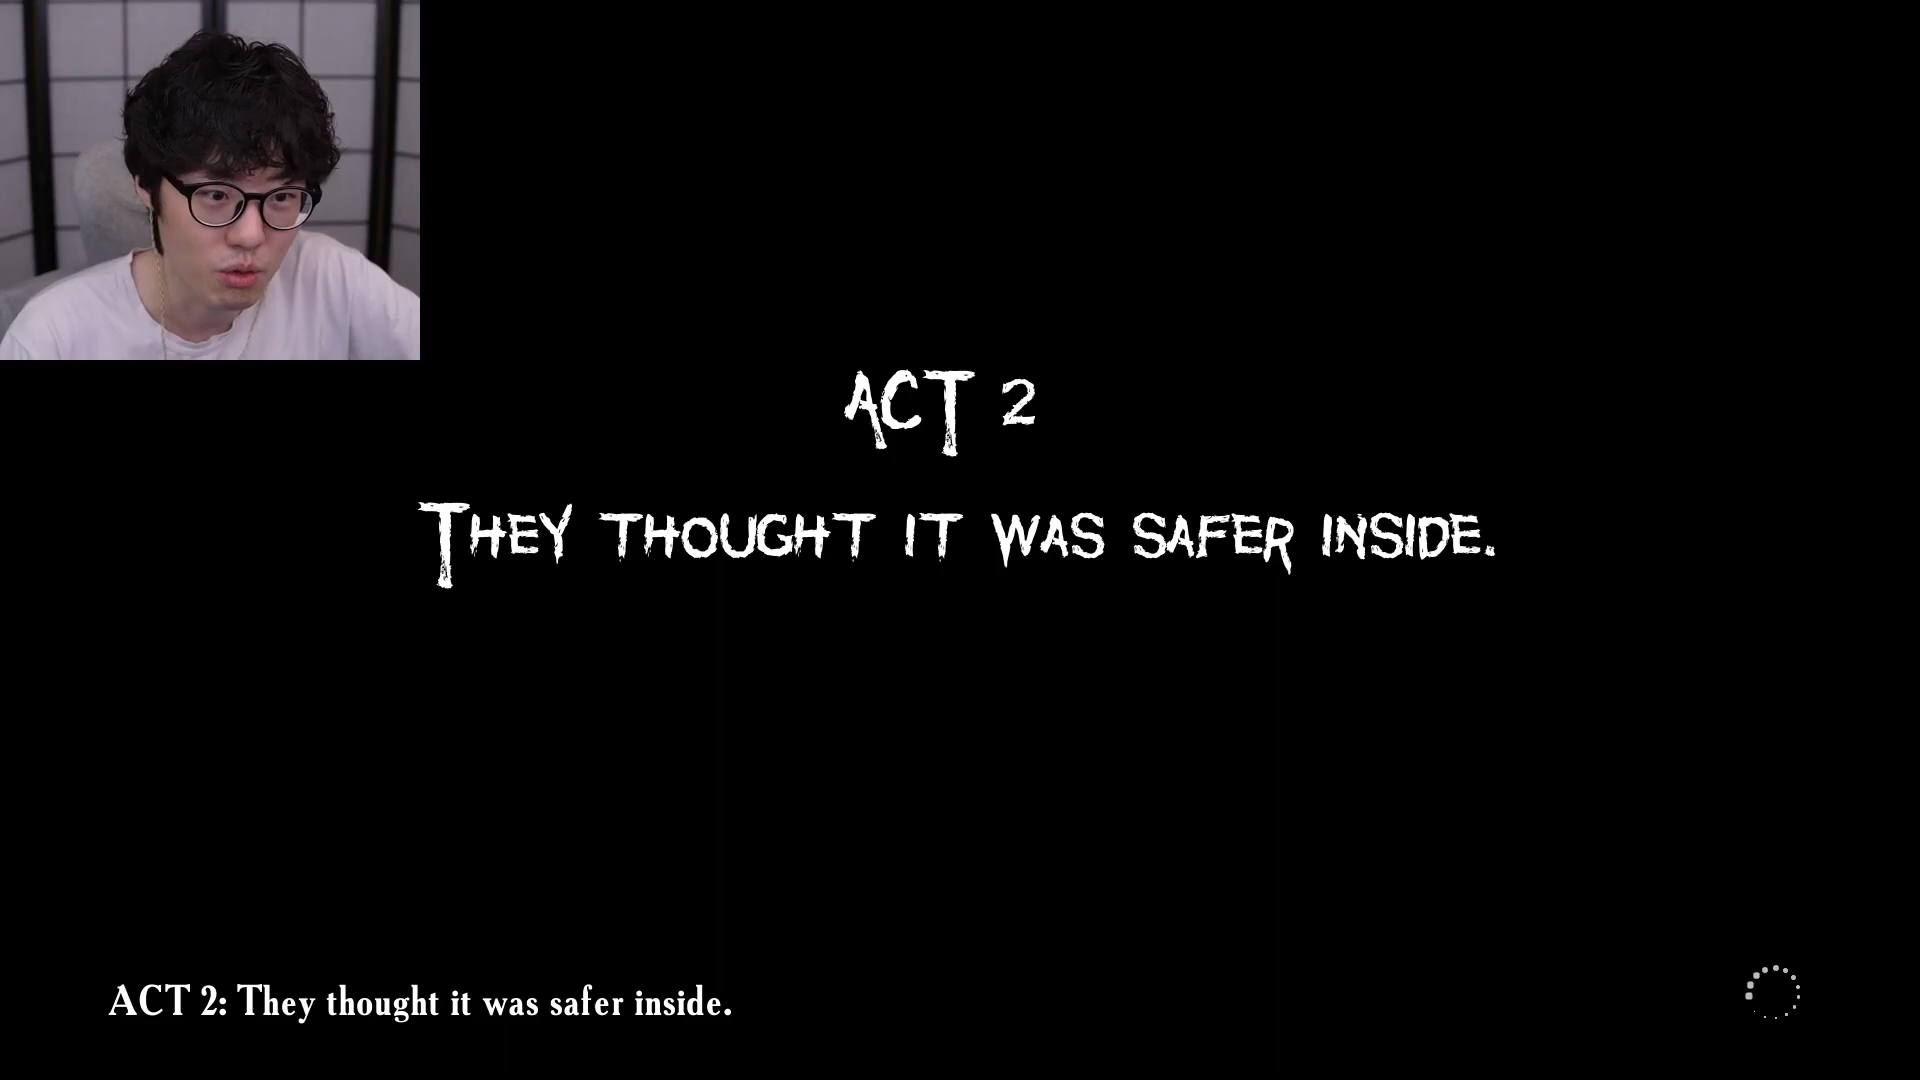 ACT 2
THEY THOUGHT IT WAS SAFER INSIDE.
ACT 2: They thought it was safer inside.